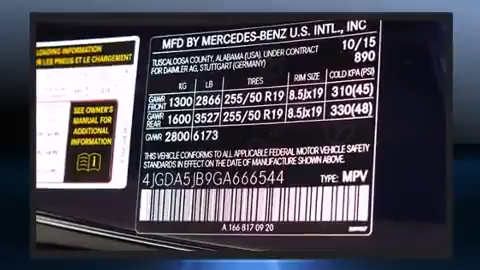 LOADING INFORMATION
SUR LES PNEUS ET LE CHARGEMENT
SEE OWNER'S
MANUAL FOR
ADDITIONAL
INFORMATION
MFD BY MERCEDES-BENZ U.S. INTL., INC
TUSCALOOSA COUNTY, ALABAMA (USA), UNDER CONTRACT 10/15
FOR DAIMLER AG, STUTTGART (GERMANY) 890
KG LB TIRES RIM SIZE COLD KPA (PSI)
GAWR FRONT 1300 2866 255/50 R19 8.5Jx19 310(45)
GAWR REAR 1600 3527 255/50 R19 8.5Jx19 330(48)
GVWR 2800 6173
THIS VEHICLE CONFORMS TO ALL APPLICABLE FEDERAL MOTOR VEHICLE SAFETY
STANDARDS IN EFFECT ON THE DATE OF MANUFACTURE SHOWN ABOVE.
4JGDA5JB9GA666544 TYPE: MPV
A 166 817 09 20